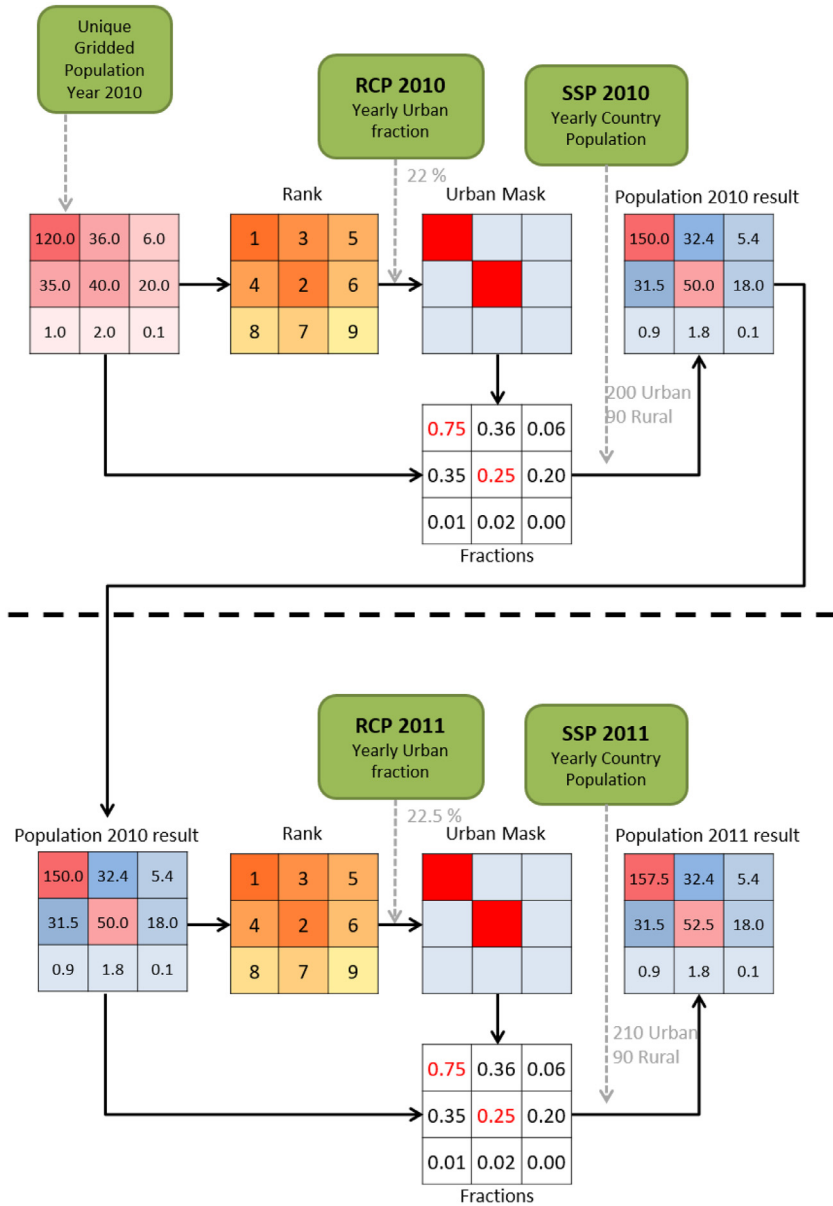 Unique
Gridded
Population
Year 2010
RCP 2010
Yearly Urban
fraction
SSP 2010
Yearly Country
Population
22 %
Rank
Urban Mask
Population 2010 result
120.0 36.0 6.0
35.0 40.0 20.0
1.0 2.0 0.1
1 3 5
4 2 6
8 7 9
150.0 32.4 5.4
31.5 50.0 18.0
0.9 1.8 0.1
200 Urban
90 Rural
0.75 0.36 0.06
0.35 0.25 0.20
0.01 0.02 0.00
Fractions
RCP 2011
Yearly Urban
fraction
SSP 2011
Yearly Country
Population
22.5 %
Population 2010 result
Rank
Urban Mask
Population 2011 result
150.0 32.4 5.4
31.5 50.0 18.0
0.9 1.8 0.1
1 3 5
4 2 6
8 7 9
157.5 32.4 5.4
31.5 52.5 18.0
0.9 1.8 0.1
210 Urban
90 Rural
0.75 0.36 0.06
0.35 0.25 0.20
0.01 0.02 0.00
Fractions